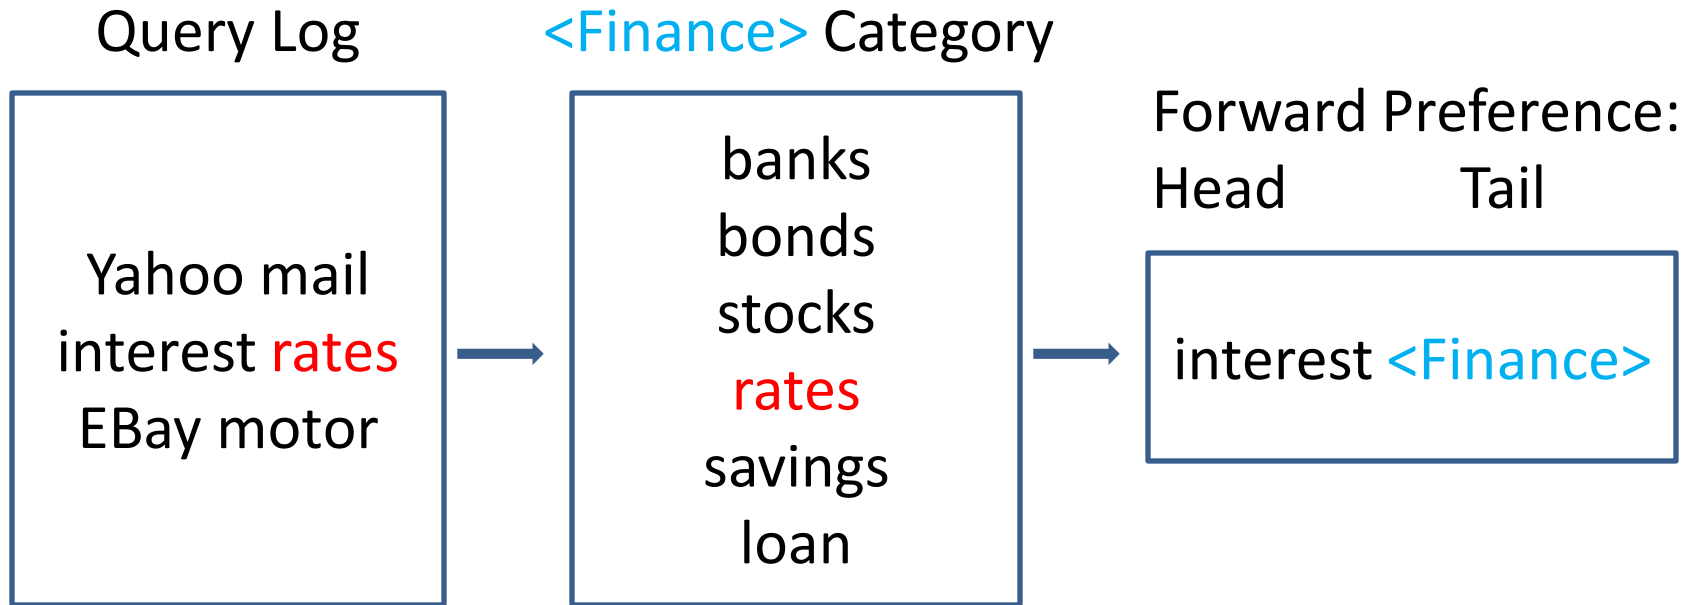 Query Log
Yahoo mail
interest rates
EBay motor
<Finance> Category
banks
bonds
stocks
rates
savings
loan
Forward Preference:
Head Tail
interest <Finance>